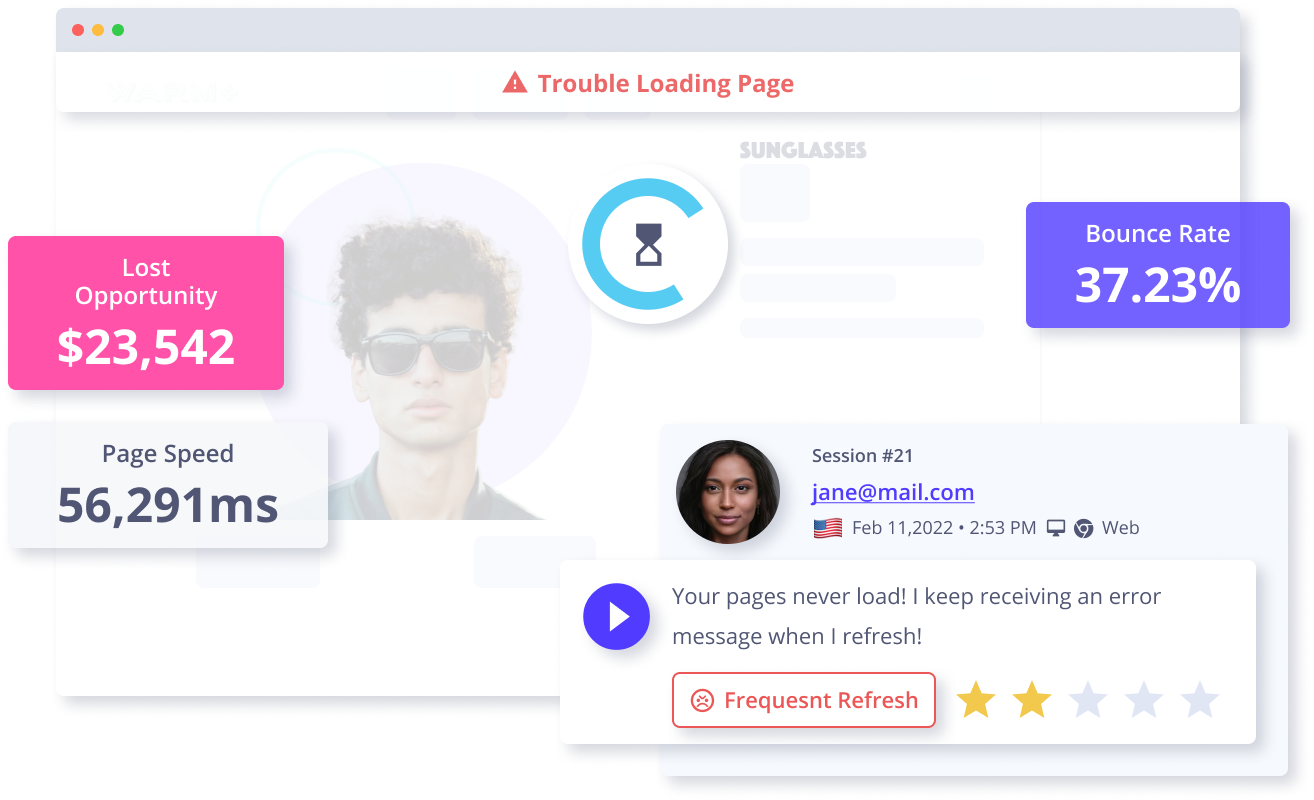 Trouble Loading Page
SUNGLASSES
Lost
Opportunity
$23,542
Bounce Rate
37.23%
Page Speed
56,291ms
Session #21
jane@mail.com
Feb 11,2022 • 2:53 PM Web
Your pages never load! I keep receiving an error
message when I refresh!
Frequesnt Refresh